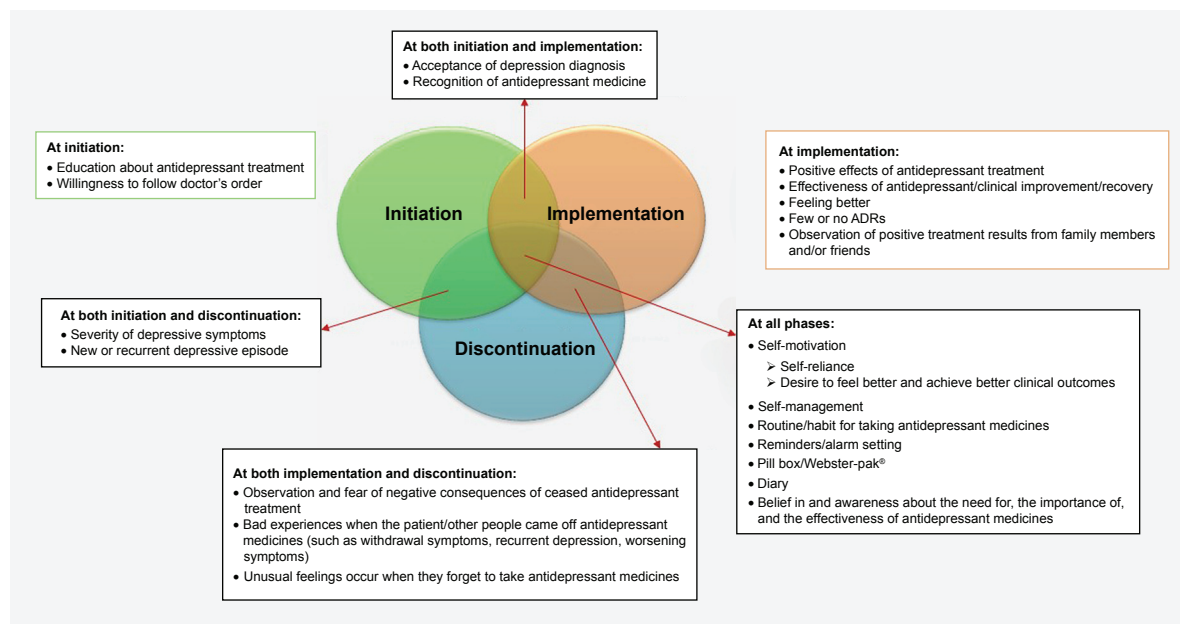 At both initiation and implementation:
• Acceptance of depression diagnosis
• Recognition of antidepressant medicine
At initiation:
• Education about antidepressant treatment
• Willingness to follow doctor's order
At implementation:
• Positive effects of antidepressant treatment
• Effectiveness of antidepressant/clinical improvement/recovery
• Feeling better
• Few or no ADRs
• Observation of positive treatment results from family members
and/or friends
Initiation
Implementation
Discontinuation
At both initiation and discontinuation:
• Severity of depressive symptoms
• New or recurrent depressive episode
At all phases:
• Self-motivation
➢ Self-reliance
➢ Desire to feel better and achieve better clinical outcomes
• Self-management
• Routine/habit for taking antidepressant medicines
• Reminders/alarm setting
• Pill box/Webster-pak®
• Diary
• Belief in and awareness about the need for, the importance of,
and the effectiveness of antidepressant medicines
At both implementation and discontinuation:
• Observation and fear of negative consequences of ceased antidepressant
treatment
• Bad experiences when the patient/other people came off antidepressant
medicines (such as withdrawal symptoms, recurrent depression, worsening
symptoms)
• Unusual feelings occur when they forget to take antidepressant medicines